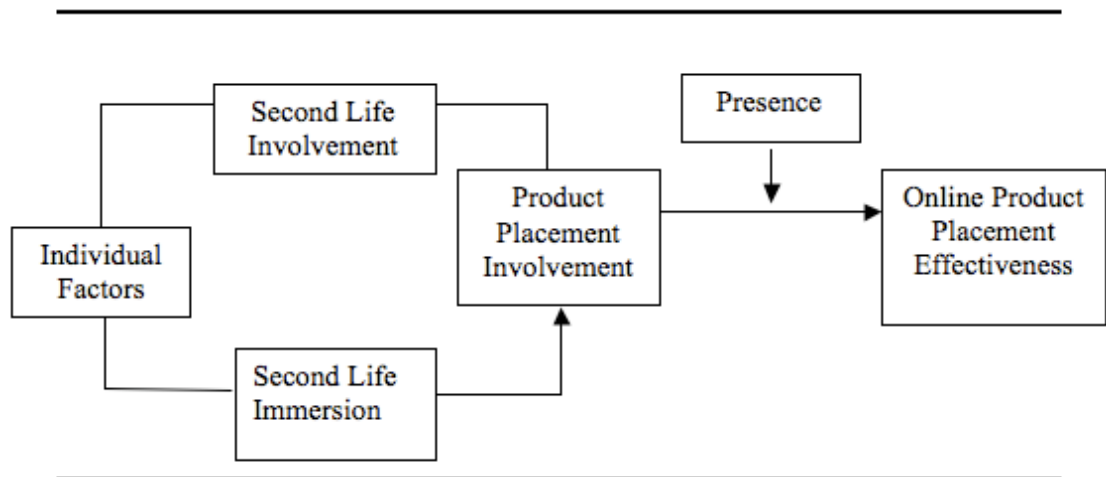 Second Life
Involvement
Presence
Product
Placement
Involvement
Online Product
Placement
Effectiveness
Individual
Factors
Second Life
Immersion